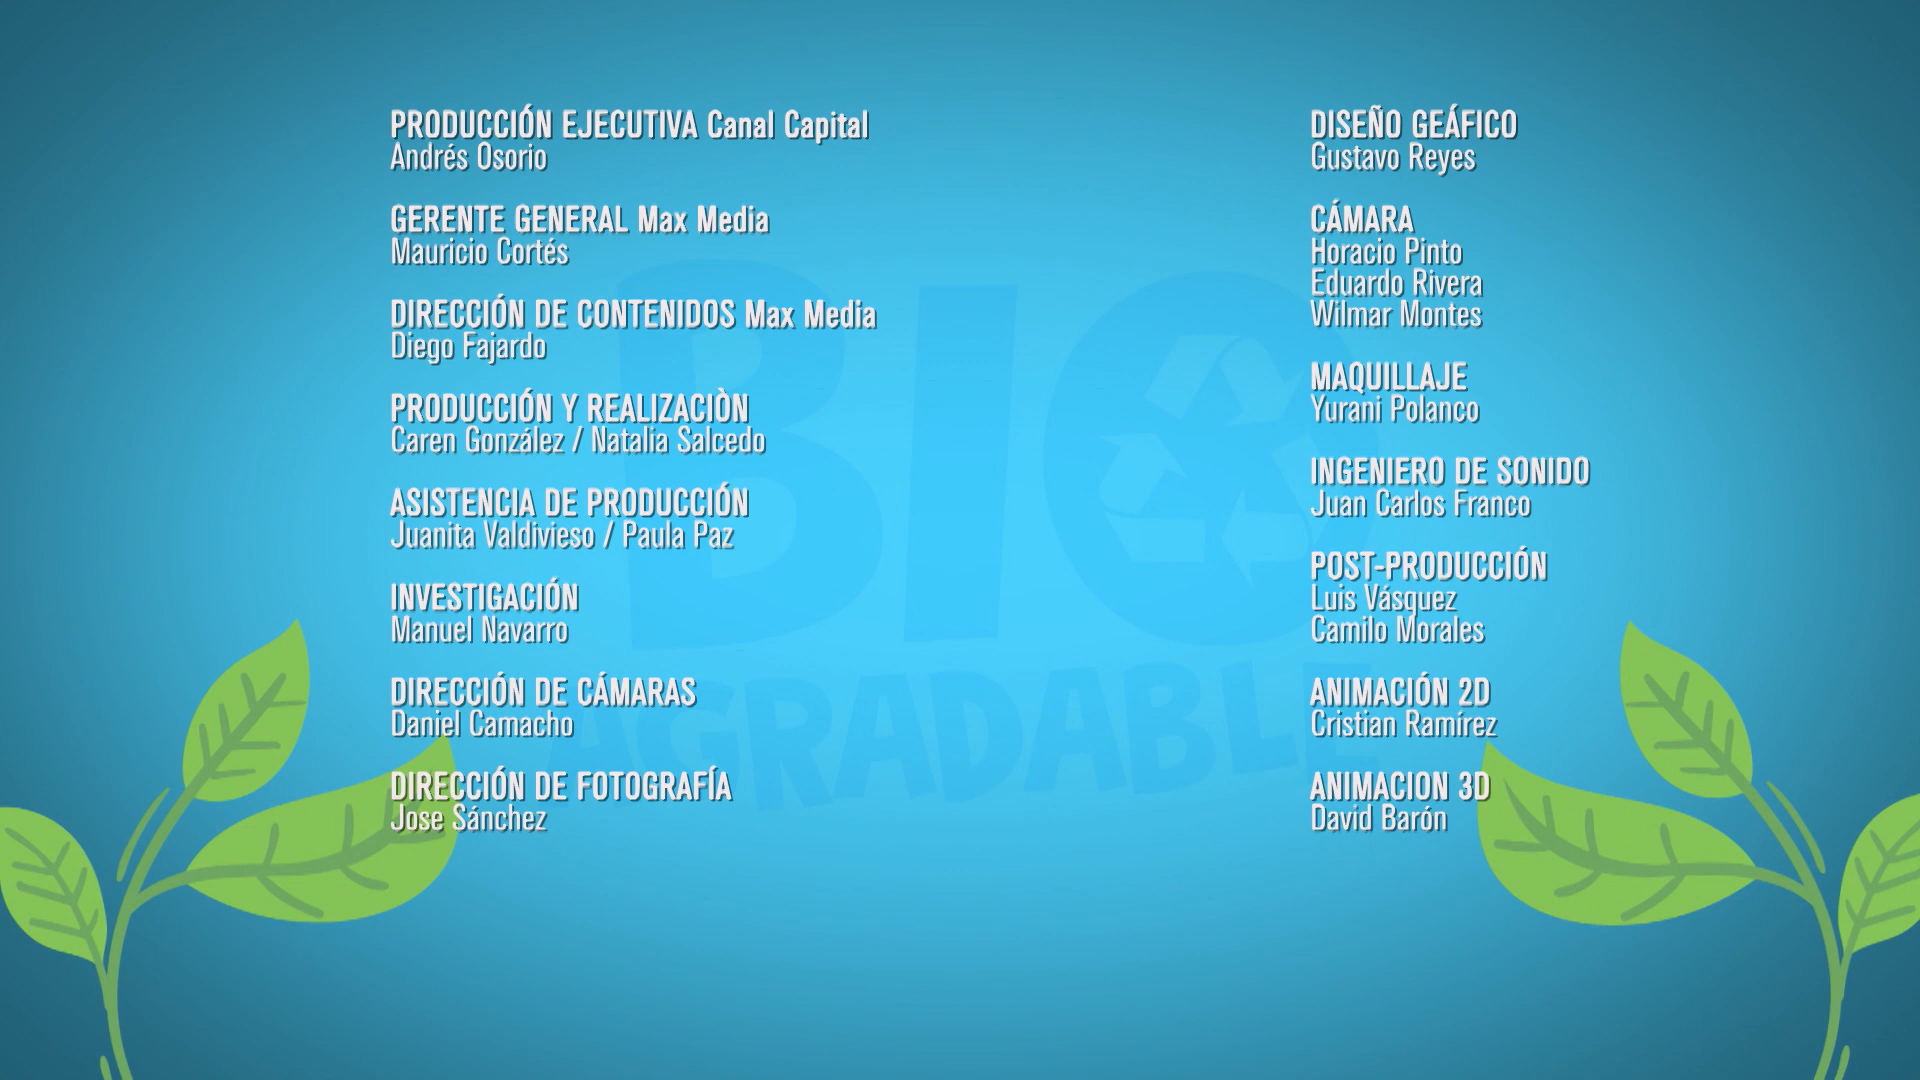 PRODUCCIÓN EJECUTIVA Canal Capital
Andrés Osorio
GERENTE GENERAL Max Media
Mauricio Cortés
DIRECCIÓN DE CONTENIDOS Max Media
Diego Fajardo
PRODUCCIÓN Y REALIZACIÒN
Caren González / Natalia Salcedo
ASISTENCIA DE PRODUCCIÓN
Juanita Valdivieso / Paula Paz
INVESTIGACIÓN
Manuel Navarro
DIRECCIÓN DE CÁMARAS
Daniel Camacho
DIRECCIÓN DE FOTOGRAFÍA
Jose Sánchez
DISEÑO GEÁFICO
Gustavo Reyes
CÁMARA
Horacio Pinto
Eduardo Rivera
Wilmar Montes
MAQUILLAJE
Yurani Polanco
INGENIERO DE SONIDO
Juan Carlos Franco
POST-PRODUCCIÓN
Luis Vásquez
Camilo Morales
ANIMACIÓN 2D
Cristian Ramírez
ANIMACION 3D
David Barón
BIO
AGRADABLE